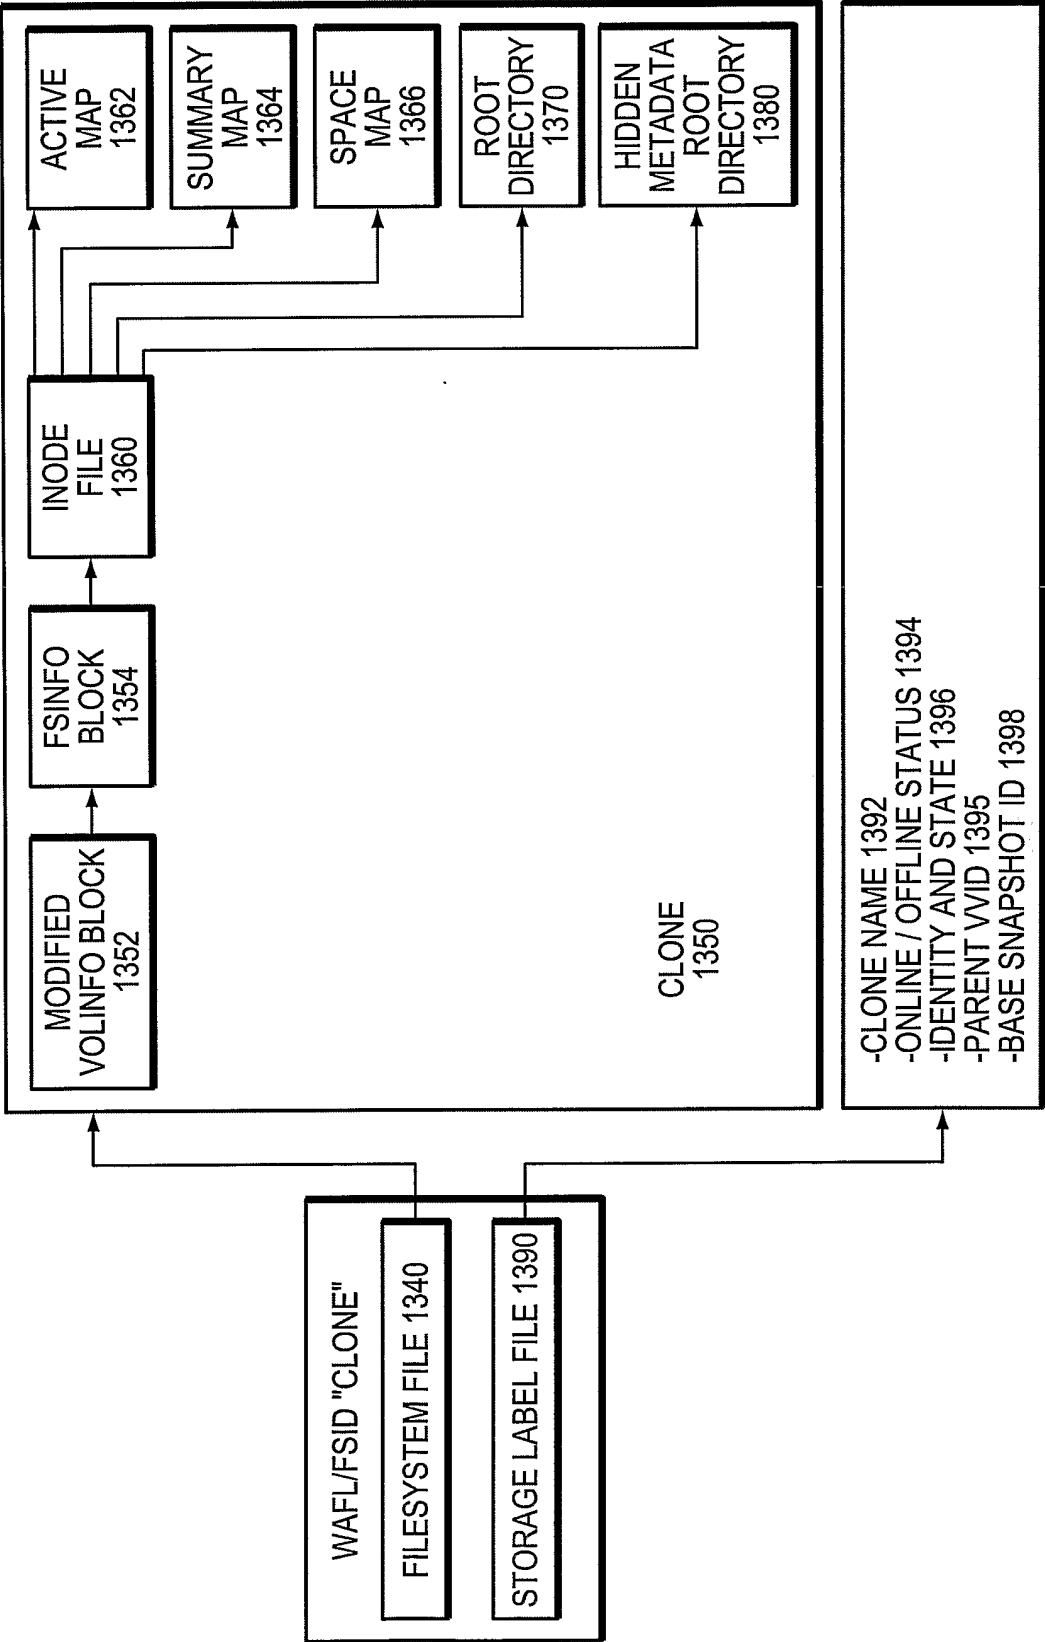 WAFL/FSID "CLONE"
FILESYSTEM FILE 1340
STORAGE LABEL FILE 1390
MODIFIED
VOLINFO BLOCK
1352
FSINFO
BLOCK
1354
INODE
FILE
1360
ACTIVE
MAP
1362
SUMMARY
MAP
1364
SPACE
MAP
1366
ROOT
DIRECTORY
1370
HIDDEN
METADATA
ROOT
DIRECTORY
1380
CLONE
1350
-CLONE NAME 1392
-ONLINE / OFFLINE STATUS 1394
-IDENTITY AND STATE 1396
-PARENT VVID 1395
-BASE SNAPSHOT ID 1398